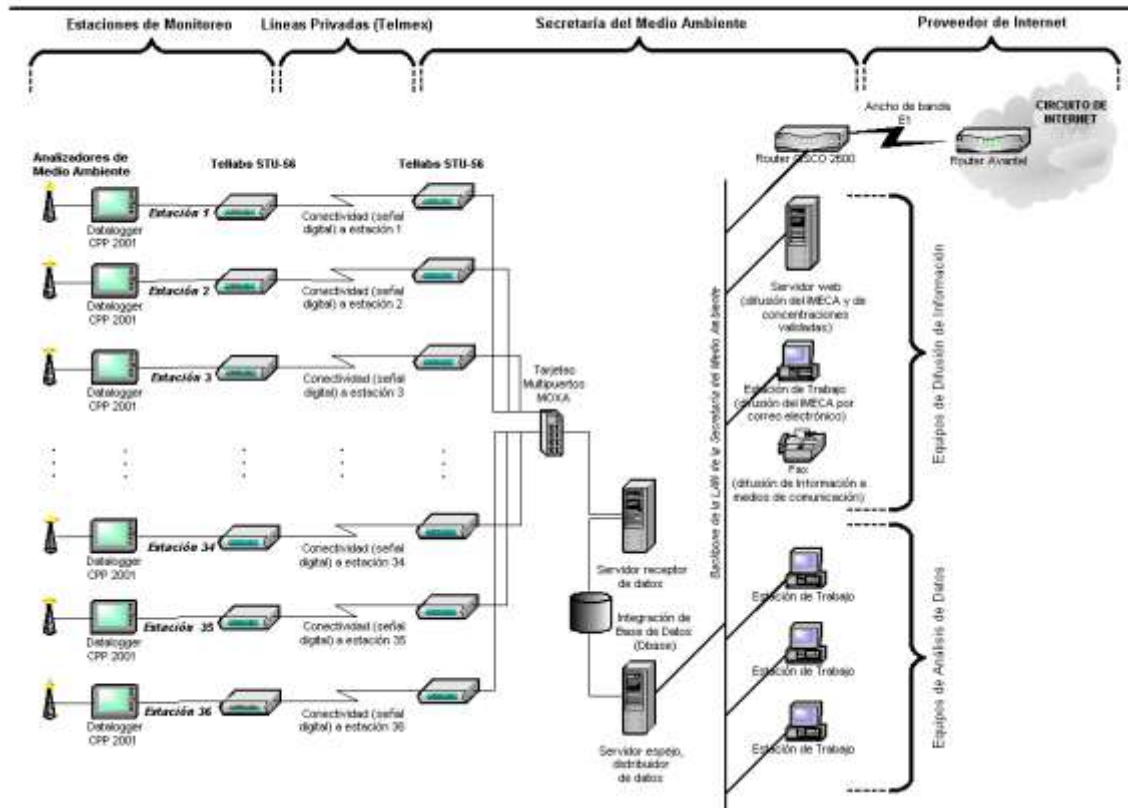 Estaciones de Monitoreo
Líneas Privadas (Telmex)
Secretaría del Medio Ambiente
Proveedor de Internet
Ancho de banda
E1
CIRCUITO DE
INTERNET
Router CISCO 2600
Router Avantel
Analizadores de
Medio Ambiente
Tellabs STU-56
Tellabs STU-56
Estación 1
Datalogger
CPP 2001
Conectividad (señal
digital) a estación 1
Estación 2
Datalogger
CPP 2001
Conectividad (señal
digital) a estación 2
Estación 3
Datalogger
CPP 2001
Conectividad (señal
digital) a estación 3
Tarjetas
Multipuertos
MOXA
Estación 34
Datalogger
CPP 2001
Conectividad (señal
digital) a estación 34
Estación 35
Datalogger
CPP 2001
Conectividad (señal
digital) a estación 35
Estación 36
Datalogger
CPP 2001
Conectividad (señal
digital) a estación 36
Servidor receptor
de datos
Integración de
Base de Datos
(Dbase)
Servidor espejo,
distribuidor
de datos
Backbone de la LAN de la Secretaría del Medio Ambiente
Servidor web
(difusión del IMECA y de
concentraciones
validadas)
Estación de Trabajo
(difusión del IMECA por
correo electrónico)
Fax
(difusión de Información a
medios de comunicación)
Equipos de Difusión de Información
Estación de Trabajo
Estación de Trabajo
Estación de Trabajo
Equipos de Análisis de Datos